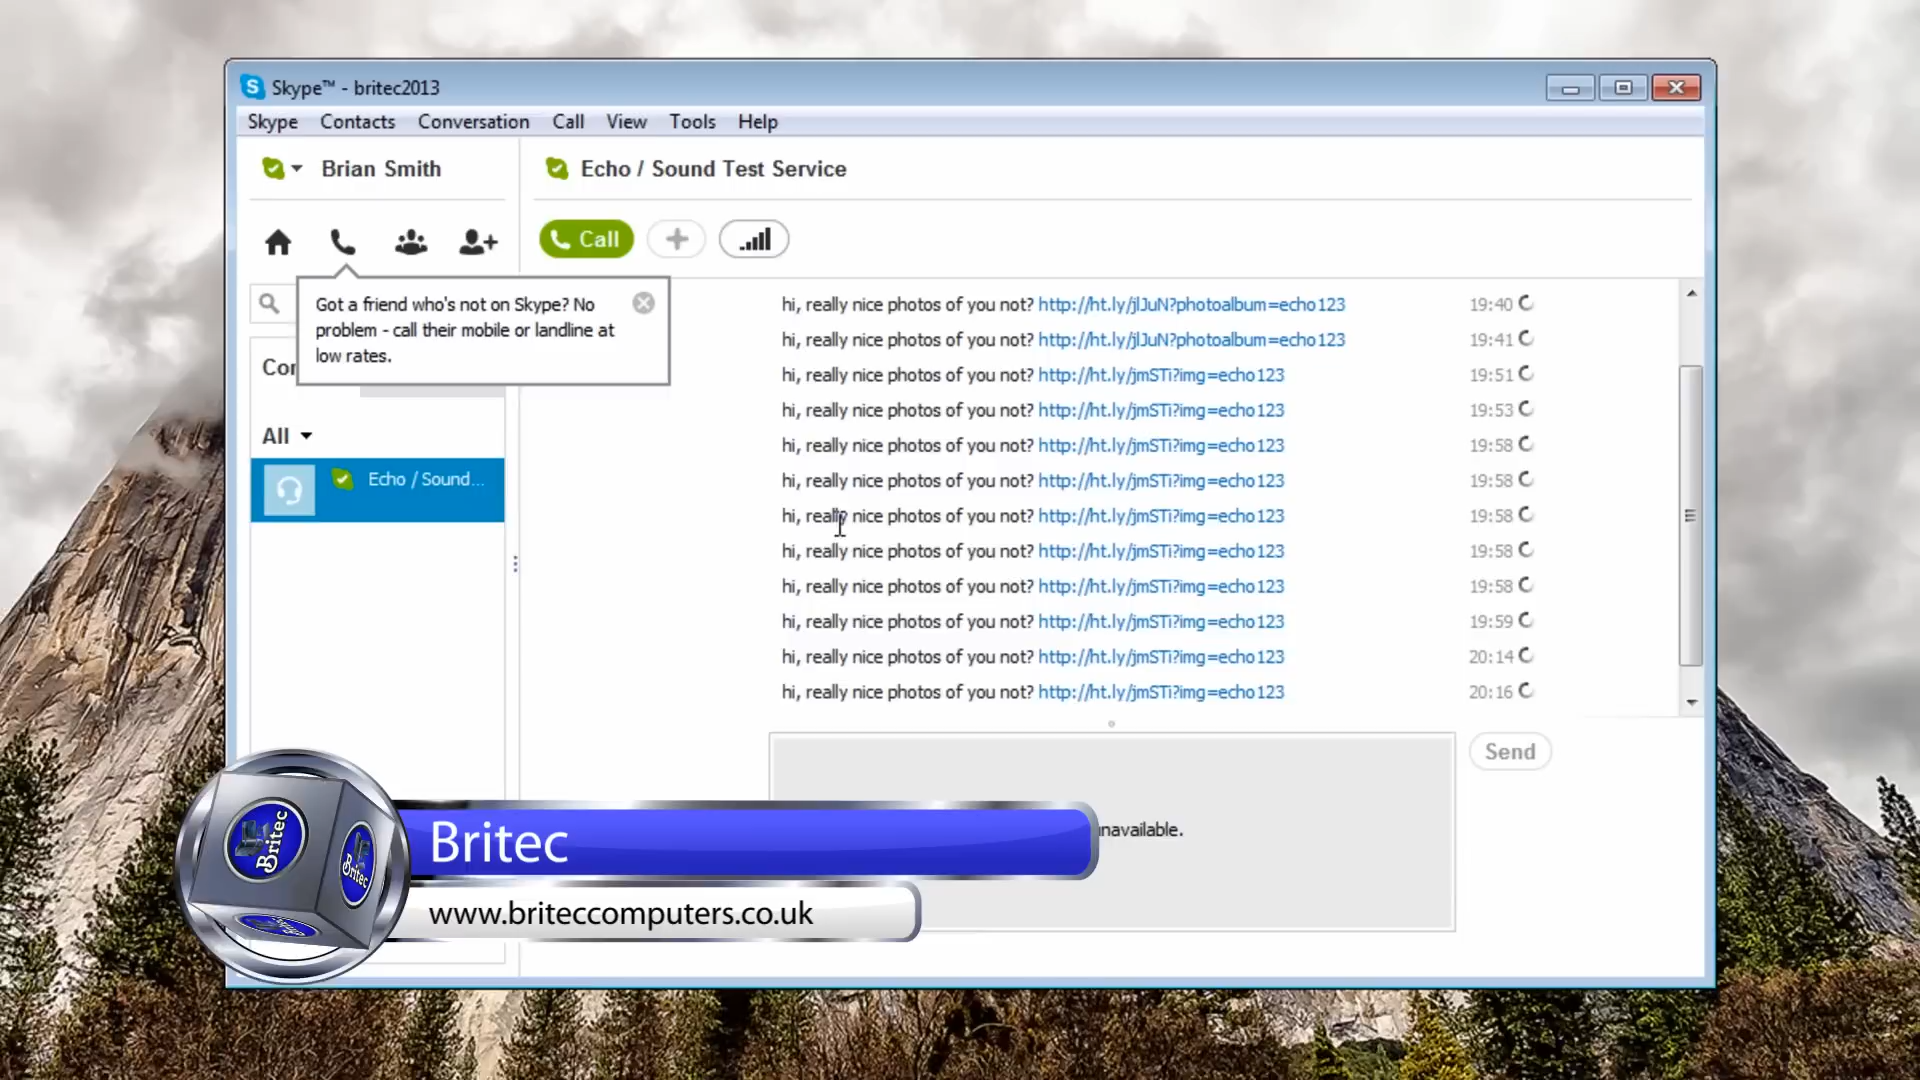 Skype™ - britec2013
Skype Contacts Conversation Call View Tools Help
Brian Smith
Echo / Sound Test Service
Call
Got a friend who's not on Skype? No
problem - call their mobile or landline at
low rates.
Con
All
Echo / Sound...
hi, really nice photos of you not? http://ht.ly/jlJuN?photoalbum=echo123 19:40
hi, really nice photos of you not? http://ht.ly/jlJuN?photoalbum=echo123 19:41
hi, really nice photos of you not? http://ht.ly/jmSTi?img=echo123 19:51
hi, really nice photos of you not? http://ht.ly/jmSTi?img=echo123 19:53
hi, really nice photos of you not? http://ht.ly/jmSTi?img=echo123 19:58
hi, really nice photos of you not? http://ht.ly/jmSTi?img=echo123 19:58
hi, really nice photos of you not? http://ht.ly/jmSTi?img=echo123 19:58
hi, really nice photos of you not? http://ht.ly/jmSTi?img=echo123 19:58
hi, really nice photos of you not? http://ht.ly/jmSTi?img=echo123 19:58
hi, really nice photos of you not? http://ht.ly/jmSTi?img=echo123 19:59
hi, really nice photos of you not? http://ht.ly/jmSTi?img=echo123 20:14
hi, really nice photos of you not? http://ht.ly/jmSTi?img=echo123 20:16
Send
navailable.
Britec
Britec
Britec
www.briteccomputers.co.uk